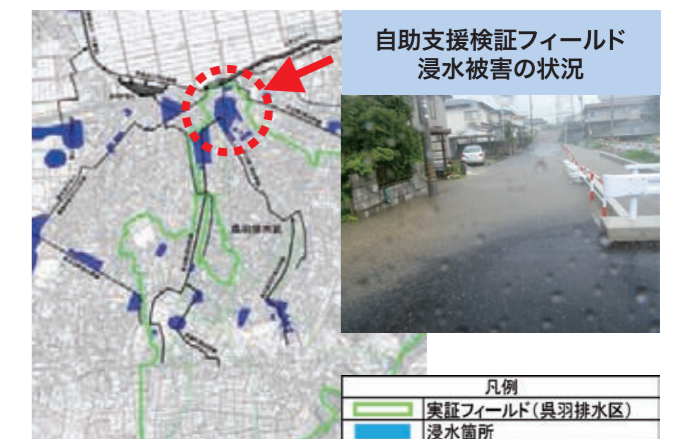 自助支援検証フィールド
浸水被害の状況
呉羽排水区
凡例
実証フィールド（呉羽排水区）
浸水箇所